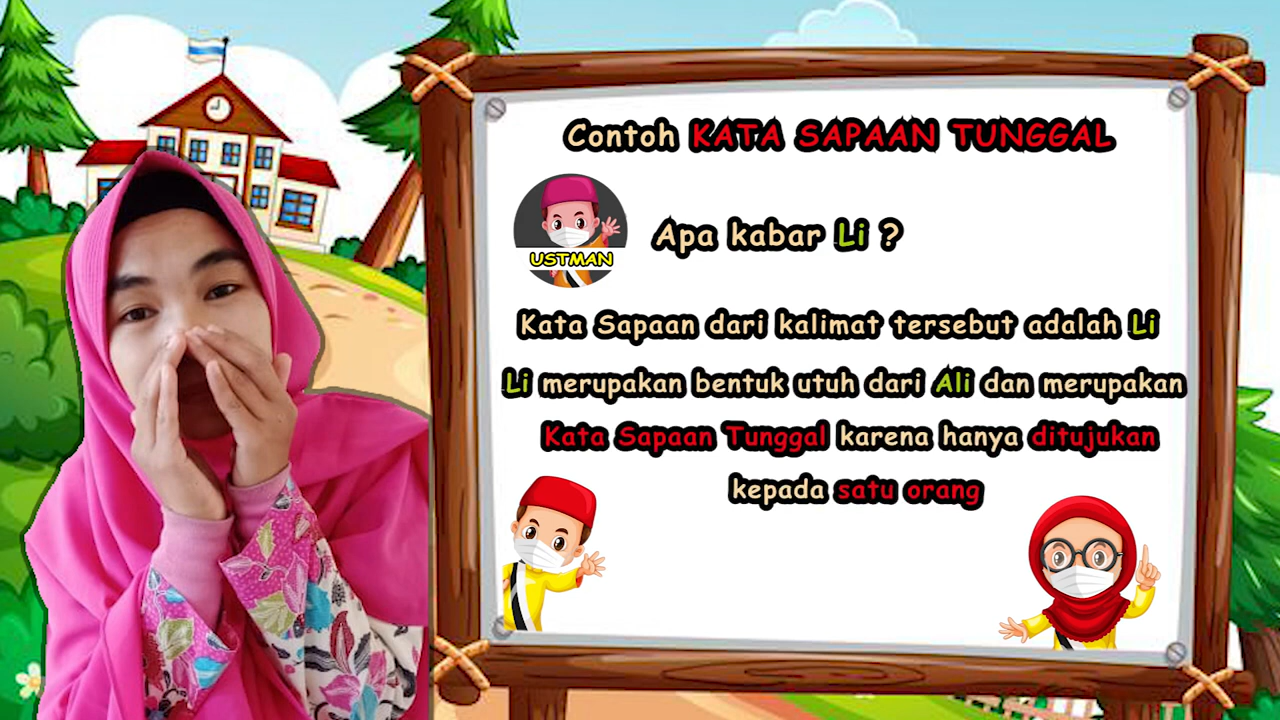 Contoh KATA SAPAAN TUNGGAL
USTMAN
Apa kabar Li ?
Kata Sapaan dari kalimat tersebut adalah Li
Li merupakan bentuk utuh dari Ali dan merupakan
Kata Sapaan Tunggal karena hanya ditujukan
kepada satu orang